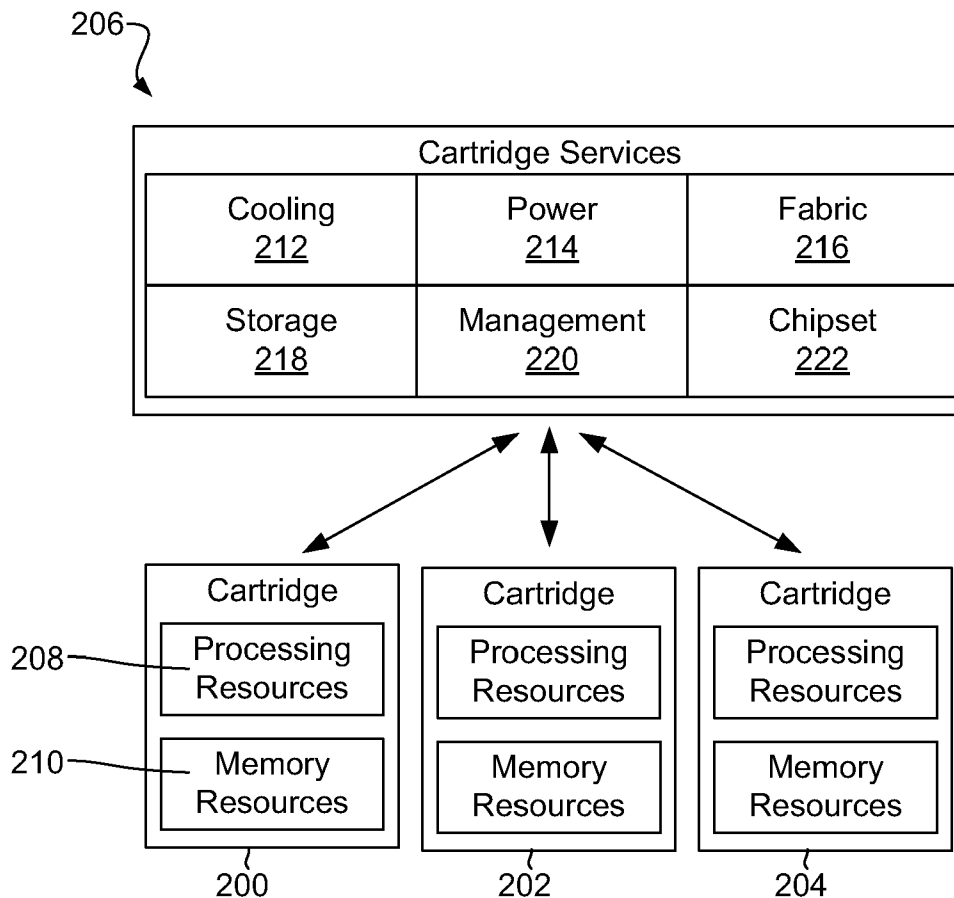 206
Cartridge Services
Cooling Power Fabric
212 214 216
Storage Management Chipset
218 220 222
Cartridge Cartridge Cartridge
208 Processing Processing Processing
Resources Resources Resources
210 Memory Memory Memory
Resources Resources Resources
200 202 204